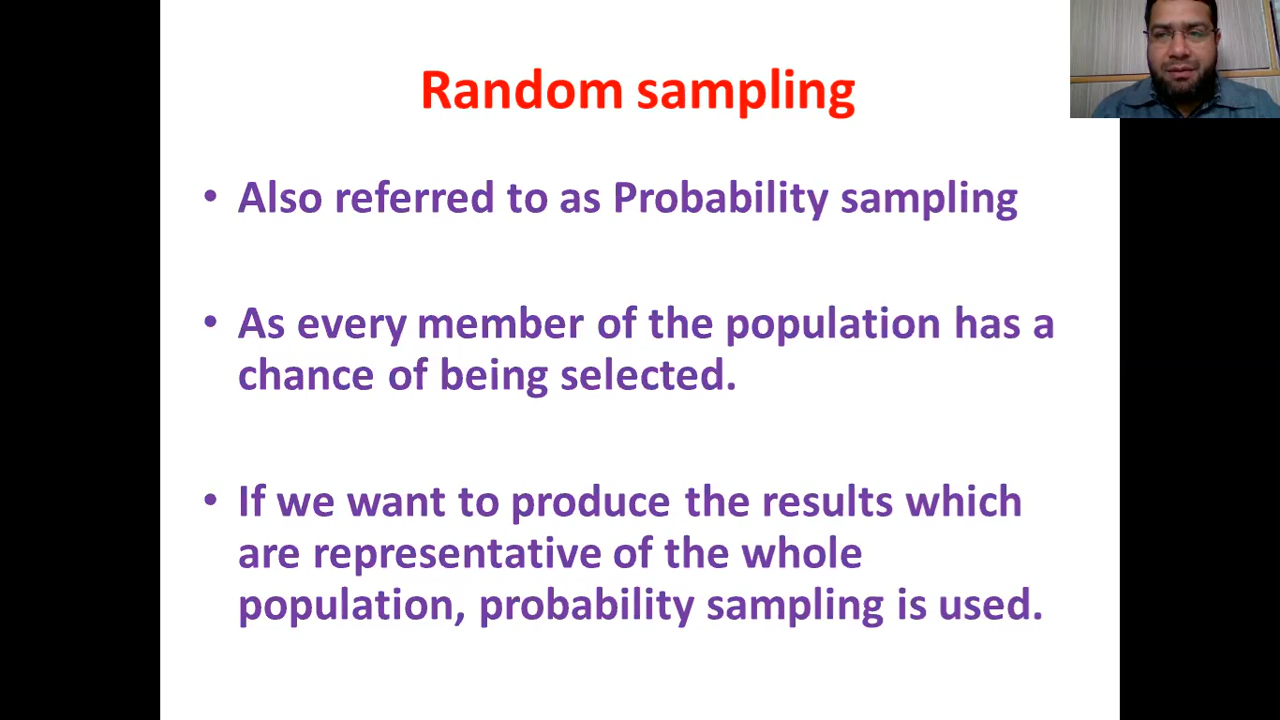 Random sampling
• Also referred to as Probability sampling
• As every member of the population has a
chance of being selected.
• If we want to produce the results which
are representative of the whole
population, probability sampling is used.